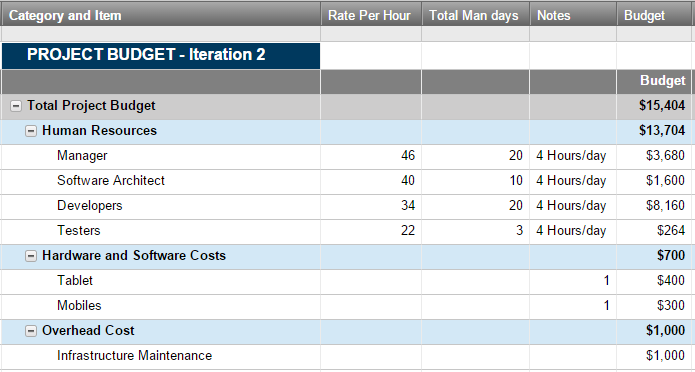 Category and Item Rate Per Hour Total Man days Notes Budget
PROJECT BUDGET - Iteration 2
Budget
Total Project Budget $15,404
Human Resources $13,704
Manager 46 20 4 Hours/day $3,680
Software Architect 40 10 4 Hours/day $1,600
Developers 34 20 4 Hours/day $8,160
Testers 22 3 4 Hours/day $264
Hardware and Software Costs $700
Tablet 1 $400
Mobiles 1 $300
Overhead Cost $1,000
Infrastructure Maintenance $1,000